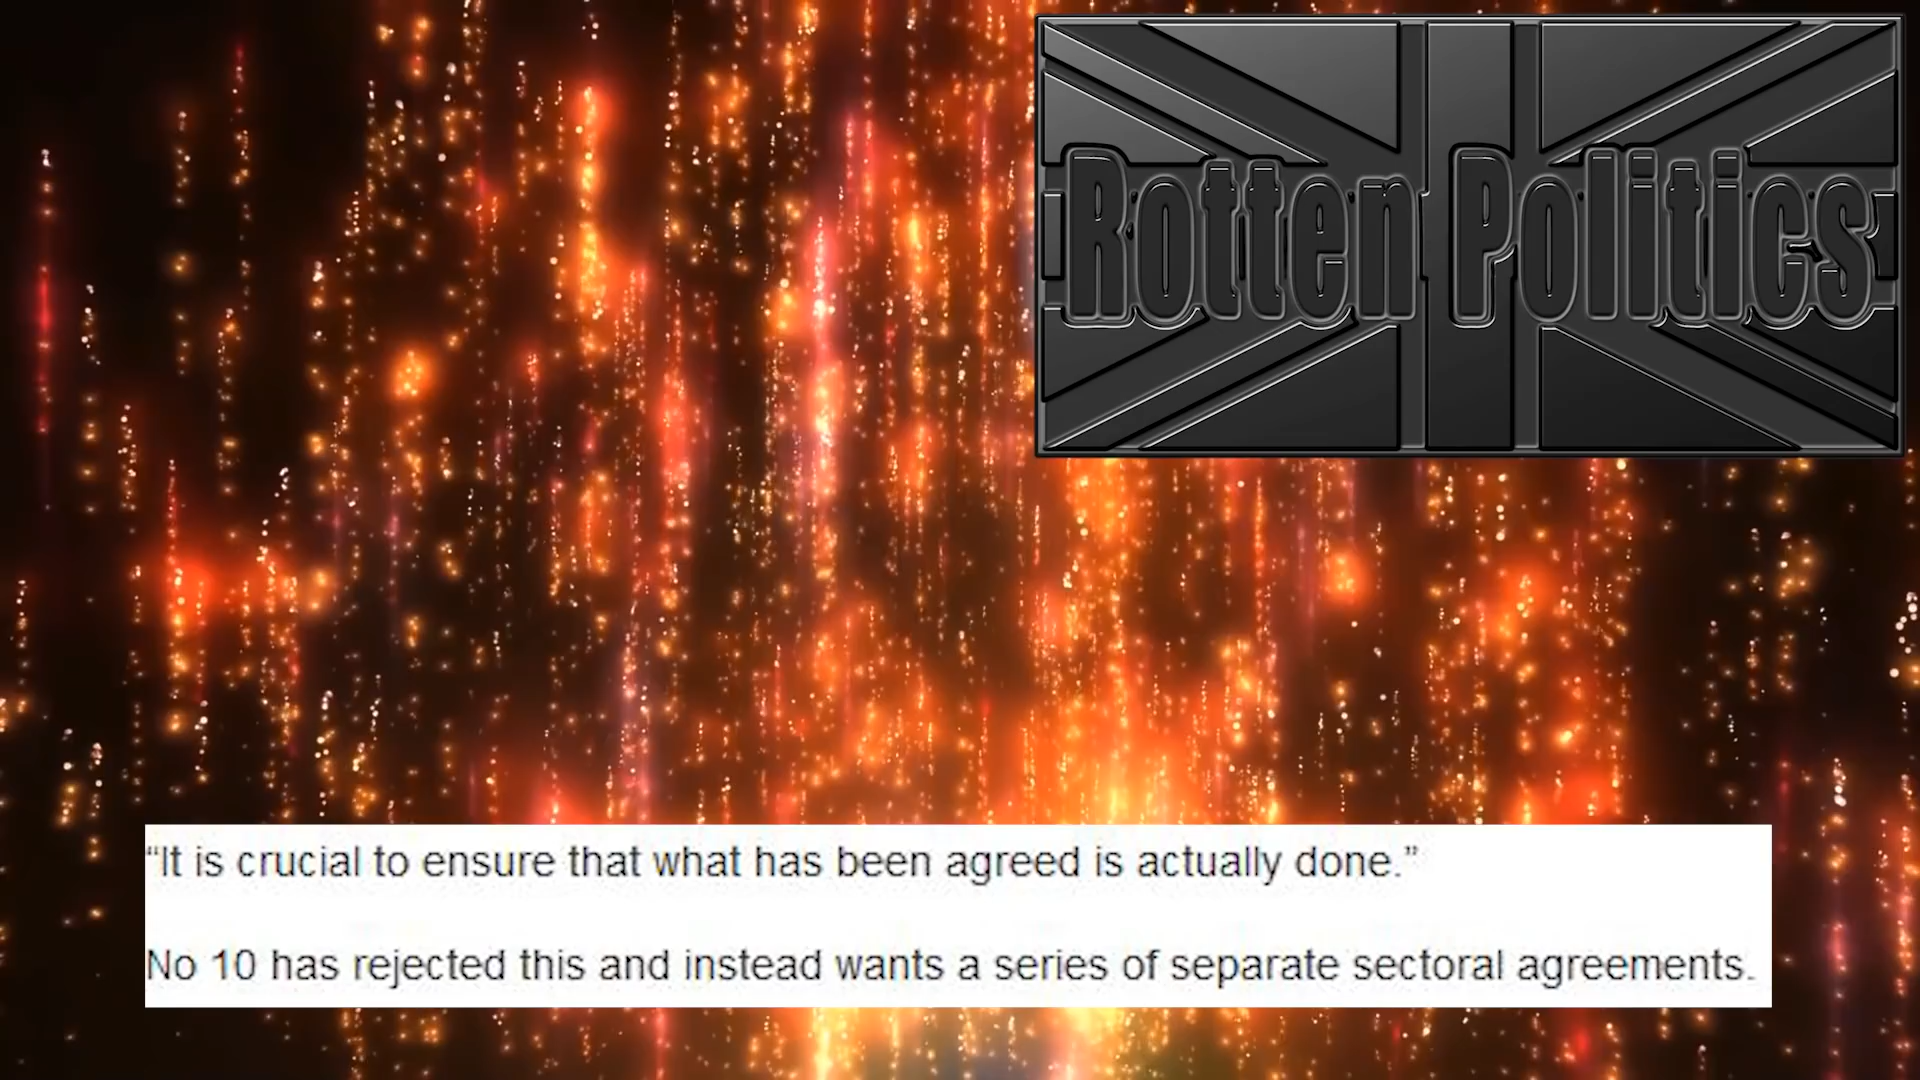 Rotten Politics
“It is crucial to ensure that what has been agreed is actually done.”
No 10 has rejected this and instead wants a series of separate sectoral agreements.